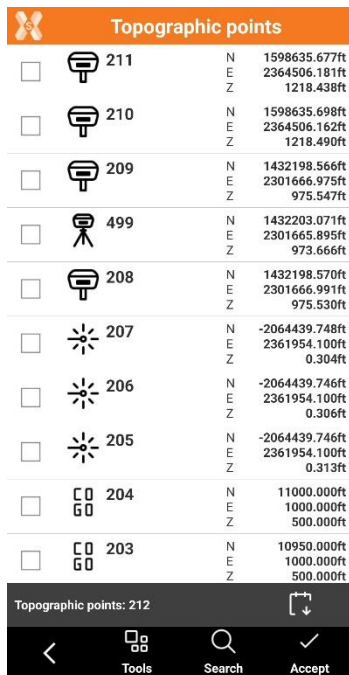 Topographic points
211 N 1598635.677ft
E 2364506.181ft
Z 1218.438ft
210 N 1598635.698ft
E 2364506.162ft
Z 1218.490ft
209 N 1432198.566ft
E 2301666.975ft
Z 975.547ft
499 N 1432203.071ft
E 2301665.895ft
Z 973.666ft
208 N 1432198.570ft
E 2301666.991ft
Z 975.530ft
207 N -2064439.748ft
E 2361954.100ft
Z 0.304ft
206 N -2064439.746ft
E 2361954.100ft
Z 0.306ft
205 N -2064439.746ft
E 2361954.100ft
Z 0.313ft
CO
GO
204 N 11000.000ft
E 1000.000ft
Z 500.000ft
CO
GO
203 N 10950.000ft
E 1000.000ft
Z 500.000ft
Topographic points: 212
Tools Search Accept